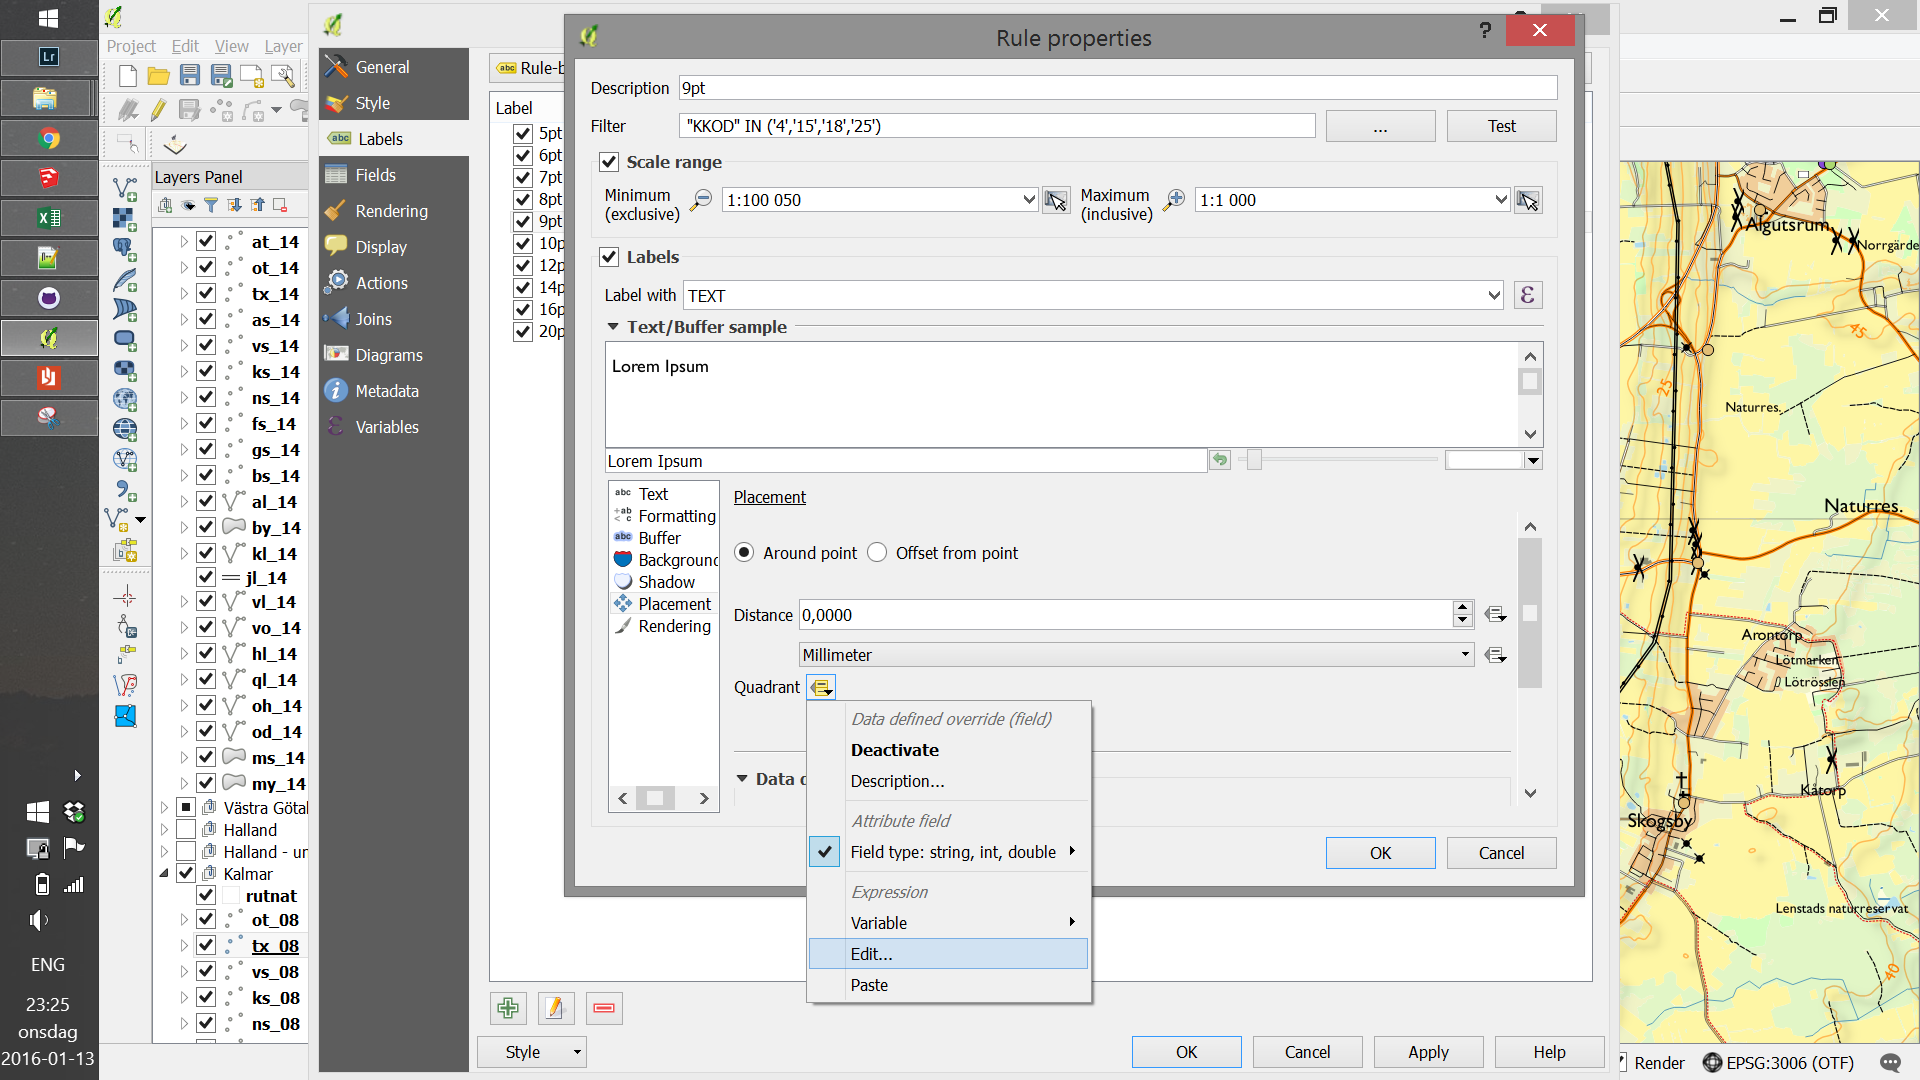 Project Edit View Layer
Layers Panel
at_14
ot_14
tx_14
as_14
vs_14
ks_14
ns_14
fs_14
gs_14
bs_14
al_14
by_14
kl_14
jl_14
vl_14
vo_14
hl_14
ql_14
oh_14
od_14
ms_14
my_14
Västra Götal
Halland
Halland - ur
Kalmar
rutnat
ot_08
tx_08
vs_08
ks_08
ns_08
Lr
ENG
23:25
onsdag
2016-01-13
General
Style
abc Labels
Fields
Rendering
Display
Actions
Joins
Diagrams
Metadata
Variables
abc Rule-b
Label
5pt
6pt
7pt
8pt
9pt
10p
12p
14p
16p
20p
Rule properties
Description 9pt
Filter "KKOD" IN ('4','15','18','25') ... Test
Scale range
Minimum (exclusive) 1:100 050 Maximum (inclusive) 1:1 000
Labels
Label with TEXT ε
Text/Buffer sample
Lorem Ipsum
Lorem Ipsum
abc Text
Formatting
abc Buffer
Background
Shadow
Placement
Rendering
Placement
Around point Offset from point
Distance 0,0000
Millimeter
Quadrant
Data d
Data defined override (field)
Deactivate
Description...
Attribute field
Field type: string, int, double
Expression
Variable
Edit...
Paste
OK Cancel
Style
OK Cancel Apply Help
Algutsrum
Norrgärde
45
25
Naturres.
Naturres.
Arontorp
Lötmarken
Lötrösslen
Kåtorp
Skogsby
Lenstads naturreservat
40
Render EPSG:3006 (OTF)